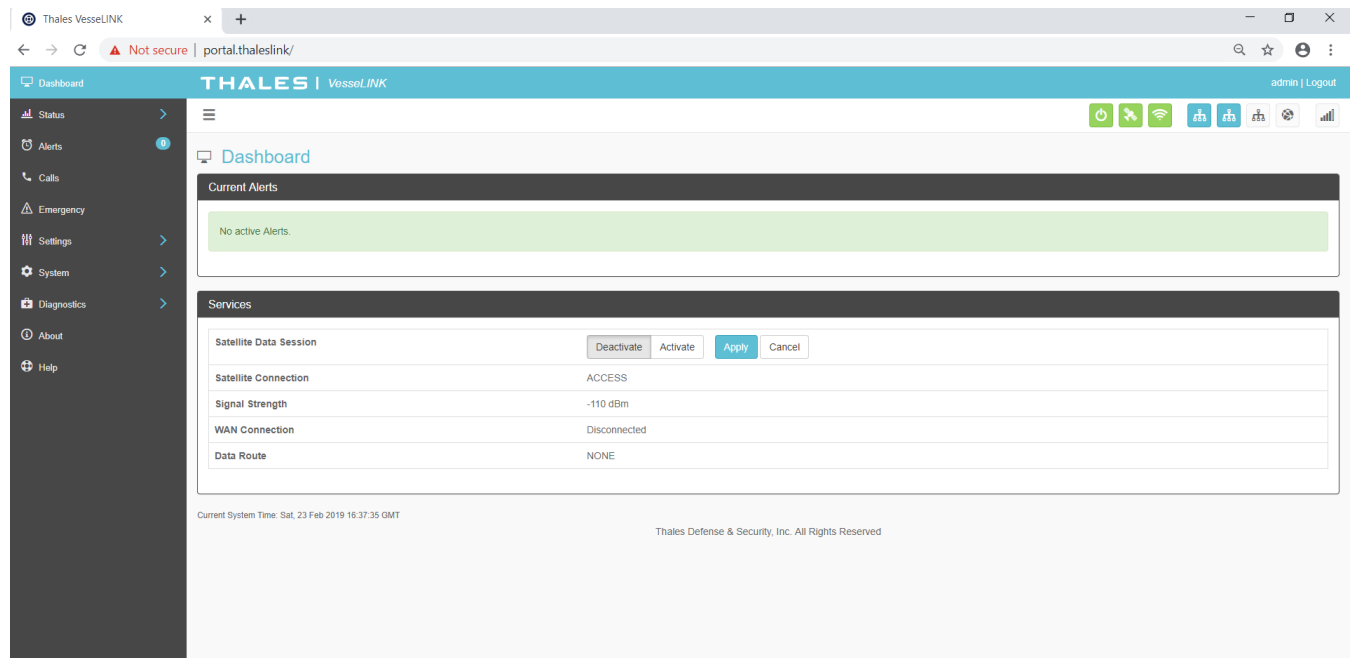 Thales VesseLINK
Not secure | portal.thaleslink/
Dashboard
THALES | VesseLINK
admin | Logout
Status
Alerts 0
Calls
Emergency
Settings
System
Diagnostics
About
Help
Dashboard
Current Alerts
No active Alerts.
Services
Satellite Data Session Deactivate Activate Apply Cancel
Satellite Connection ACCESS
Signal Strength -110 dBm
WAN Connection Disconnected
Data Route NONE
Current System Time: Sat, 23 Feb 2019 16:37:35 GMT
Thales Defense & Security, Inc. All Rights Reserved